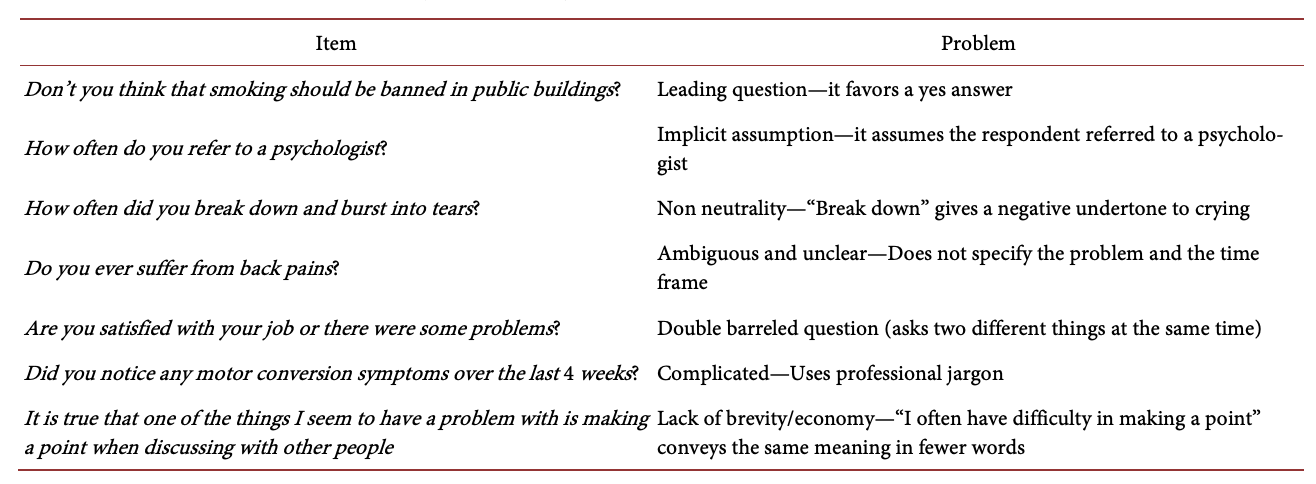 Item Problem
Don't you think that smoking should be banned in public buildings? Leading question—it favors a yes answer
How often do you refer to a psychologist? Implicit assumption—it assumes the respondent referred to a psycholo-
gist
How often did you break down and burst into tears? Non neutrality—“Break down” gives a negative undertone to crying
Do you ever suffer from back pains? Ambiguous and unclear—Does not specify the problem and the time
frame
Are you satisfied with your job or there were some problems? Double barreled question (asks two different things at the same time)
Did you notice any motor conversion symptoms over the last 4 weeks? Complicated—Uses professional jargon
It is true that one of the things I seem to have a problem with is making Lack of brevity/economy—“I often have difficulty in making a point”
a point when discussing with other people conveys the same meaning in fewer words